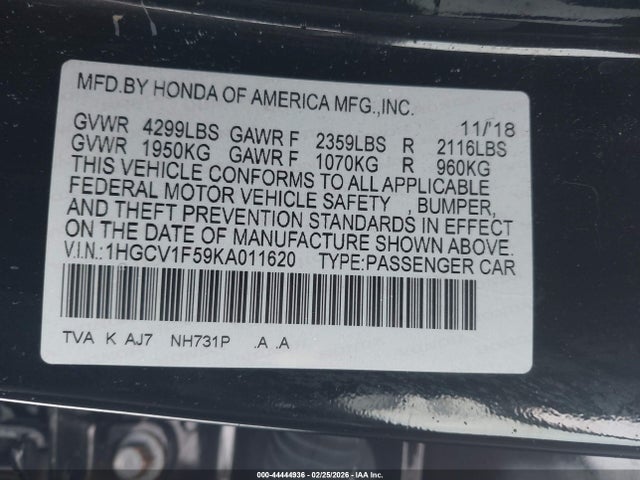 MFD.BY HONDA OF AMERICA MFG.,INC.
11/18
GVWR 4299LBS GAWR F 2359LBS R 2116LBS
GVWR 1950KG GAWR F 1070KG R 960KG
THIS VEHICLE CONFORMS TO ALL APPLICABLE
FEDERAL MOTOR VEHICLE SAFETY , BUMPER,
AND THEFT PREVENTION STANDARDS IN EFFECT
ON THE DATE OF MANUFACTURE SHOWN ABOVE.
V.I.N.:1HGCV1F59KA011620 TYPE:PASSENGER CAR
TVA K AJ7 NH731P .A .A
000-44444936 - 02/25/2026 - IAA Inc.